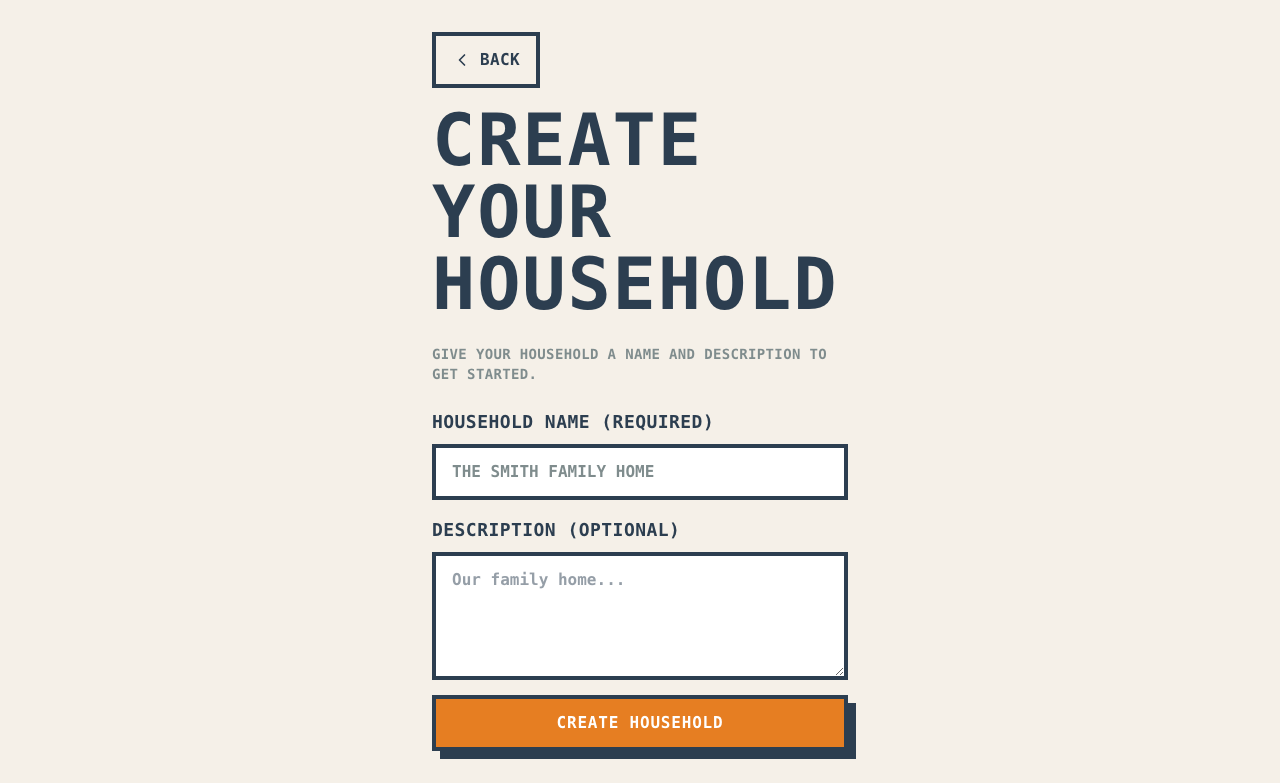 BACK
CREATE
YOUR
HOUSEHOLD
GIVE YOUR HOUSEHOLD A NAME AND DESCRIPTION TO
GET STARTED.
HOUSEHOLD NAME (REQUIRED)
THE SMITH FAMILY HOME
DESCRIPTION (OPTIONAL)
Our family home...
CREATE HOUSEHOLD